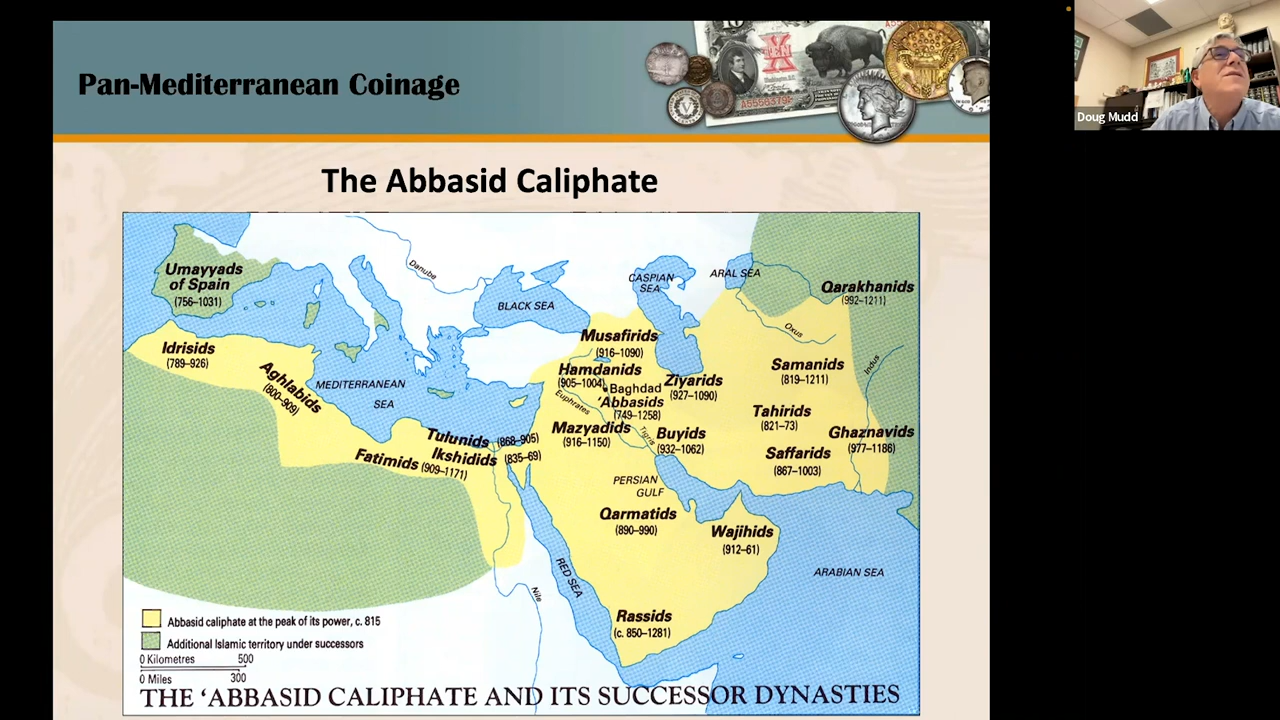 Pan-Mediterranean Coinage
TEN
A5556379
Doug Mudd
The Abbasid Caliphate
Umayyads
of Spain
(756–1031)
Danube
BLACK SEA
CASPIAN
SEA
ARAL SEA
Qarakhanids
(992–1211)
Oxus
Indus
Idrisids
(789–926)
Aghlabids
(800–909)
MEDITERRANEAN
SEA
Musafirids
(916–1090)
Hamdanids
(905–1004)
Baghdad
'Abbasids
(749–1258)
Ziyarids
(927–1090)
Samanids
(819–1211)
Euphrates
Tigris
Mazyadids
(916–1150)
Buyids
(932–1062)
Tahirids
(821–73)
Saffarids
(867–1003)
Ghaznavids
(977–1186)
Tulunids (868–905)
Ikshidids (835–69)
Fatimids (909–1171)
PERSIAN
GULF
Qarmatids
(890–990)
Wajihids
(912–61)
RED SEA
Nile
ARABIAN SEA
Rassids
(c. 850–1281)
Abbasid caliphate at the peak of its power, c. 815
Additional Islamic territory under successors
0 Kilometres 500
0 Miles 300
THE 'ABBASID CALIPHATE AND ITS SUCCESSOR DYNASTIES